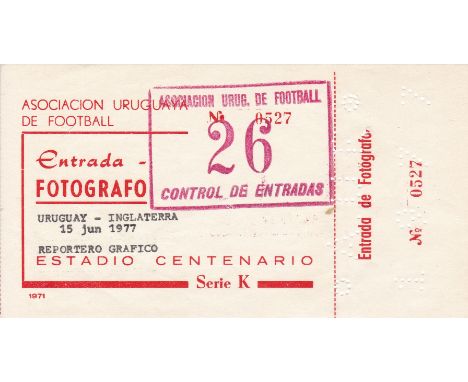 ASOCIACION URUGUAYA
DE FOOTBALL
Entrada -
FOTOGRAFO
ASOCIACION URUG. DE FOOTBALL
Nº 0527
26
CONTROL DE ENTRADAS
URUGUAY - INGLATERRA
15 jun 1977
REPORTERO GRAFICO
ESTADIO CENTENARIO
Serie K
1971
Entrada de Fotógrafo
Nº 0527